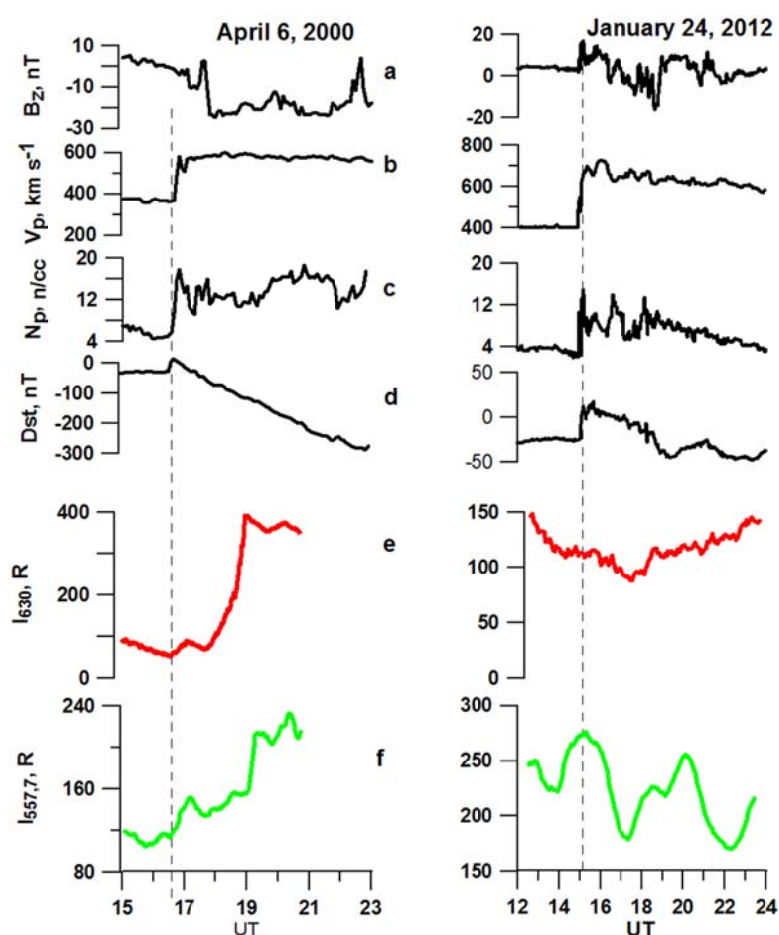 April 6, 2000
January 24, 2012
B_Z, nT
10
-10
-30
a
20
0
-20
V_p, km s-1
600
400
200
b
800
600
400
N_p, n/cc
20
12
4
c
20
12
4
Dst, nT
0
-100
-200
-300
d
50
0
-50
I_630, R
400
200
0
e
150
100
50
0
I_557,7, R
240
160
80
f
300
250
200
150
15 17 19 21 23
12 14 16 18 20 22 24
UT
UT